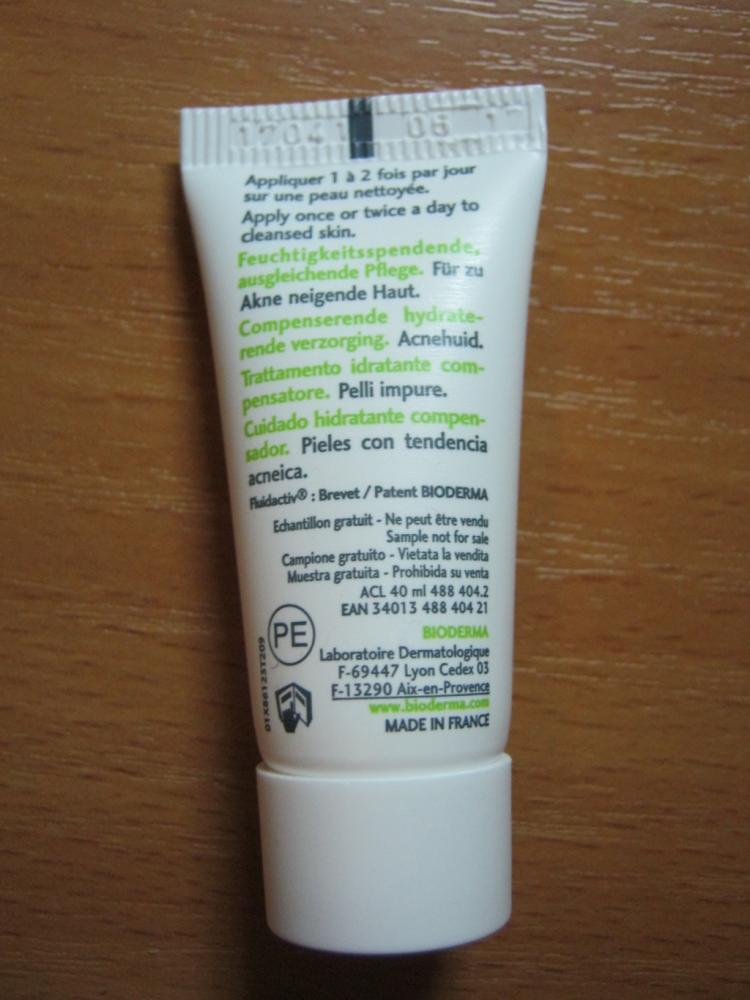 17041 06 17
Appliquer 1 à 2 fois par jour
sur une peau nettoyée.
Apply once or twice a day to
cleansed skin.
Feuchtigkeitsspendende,
ausgleichende Pflege. Für zu
Akne neigende Haut.
Compenserende hydrate-
rende verzorging. Acnehuid.
Trattamento idratante com-
pensatore. Pelli impure.
Cuidado hidratante compen-
sador. Pieles con tendencia
acneica.
Fluidactiv® : Brevet / Patent BIODERMA
Echantillon gratuit - Ne peut être vendu
Sample not for sale
Campione gratuito - Vietata la vendita
Muestra gratuita - Prohibida su venta
ACL 40 ml 488 404.2
EAN 34013 488 404 21
PE
BIODERMA
Laboratoire Dermatologique
F-69447 Lyon Cedex 03
F-13290 Aix-en-Provence
www.bioderma.com
MADE IN FRANCE